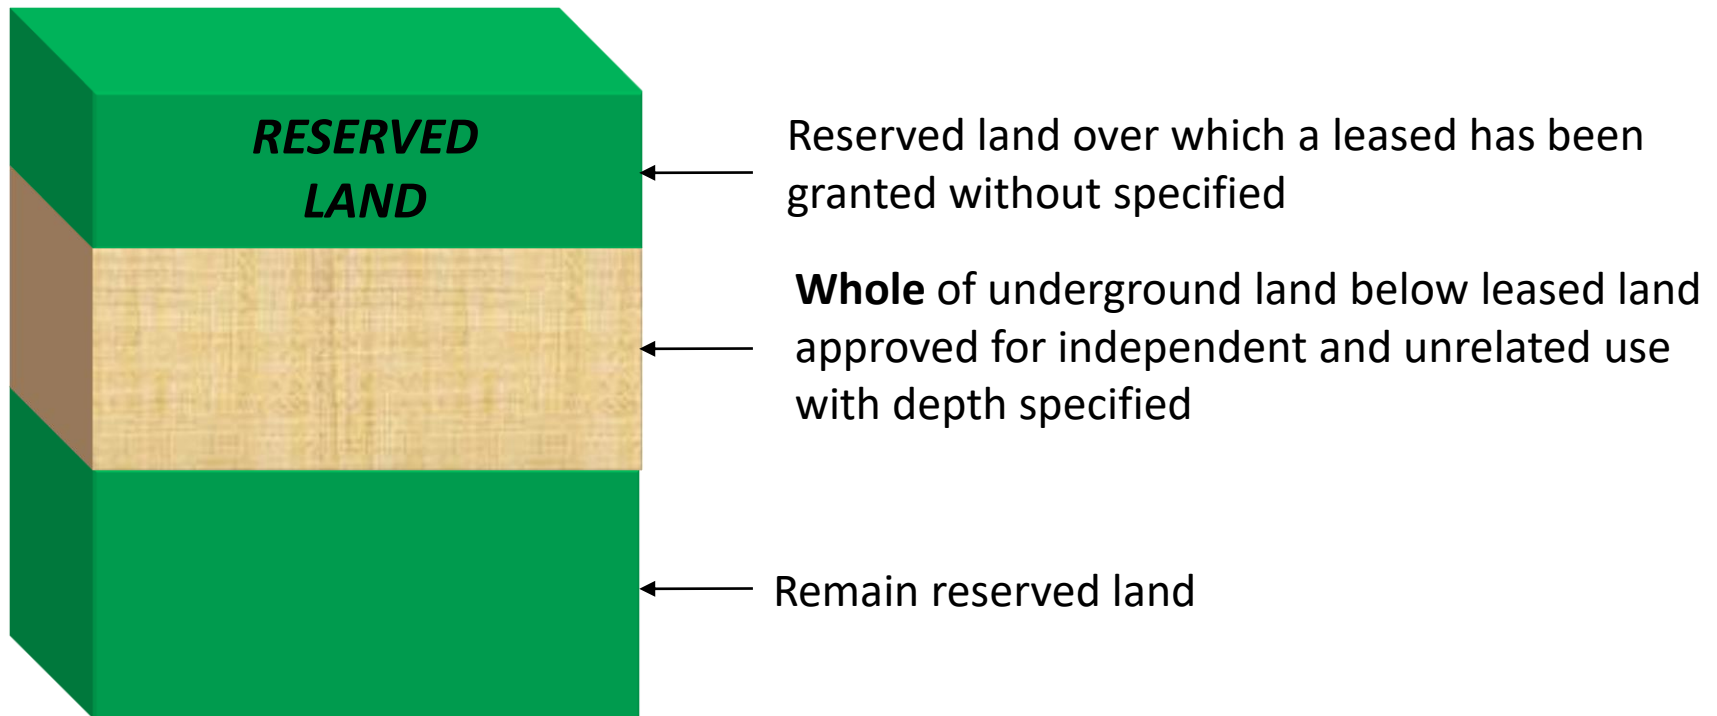 RESERVED
LAND
Reserved land over which a leased has been
granted without specified
Whole of underground land below leased land
approved for independent and unrelated use
with depth specified
Remain reserved land